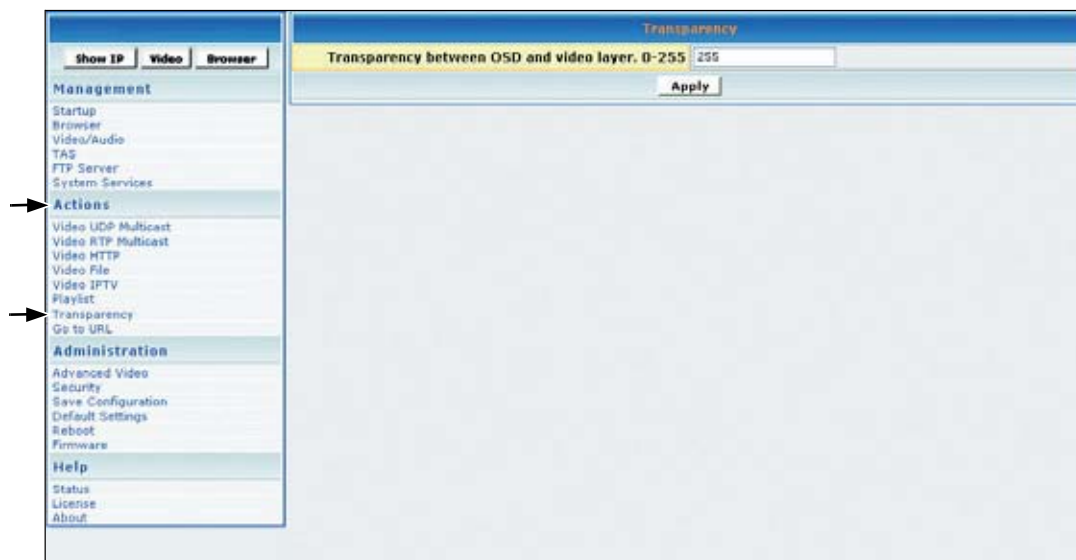 Show IP Video Browser
Management
Startup
Browser
Video/Audio
TAS
FTP Server
System Services
Actions
Video UDP Multicast
Video RTP Multicast
Video HTTP
Video File
Video IPTV
Playlist
Transparency
Go to URL
Administration
Advanced Video
Security
Save Configuration
Default Settings
Reboot
Firmware
Help
Status
License
About
Transparency
Transparency between OSD and video layer. 0-255 255
Apply